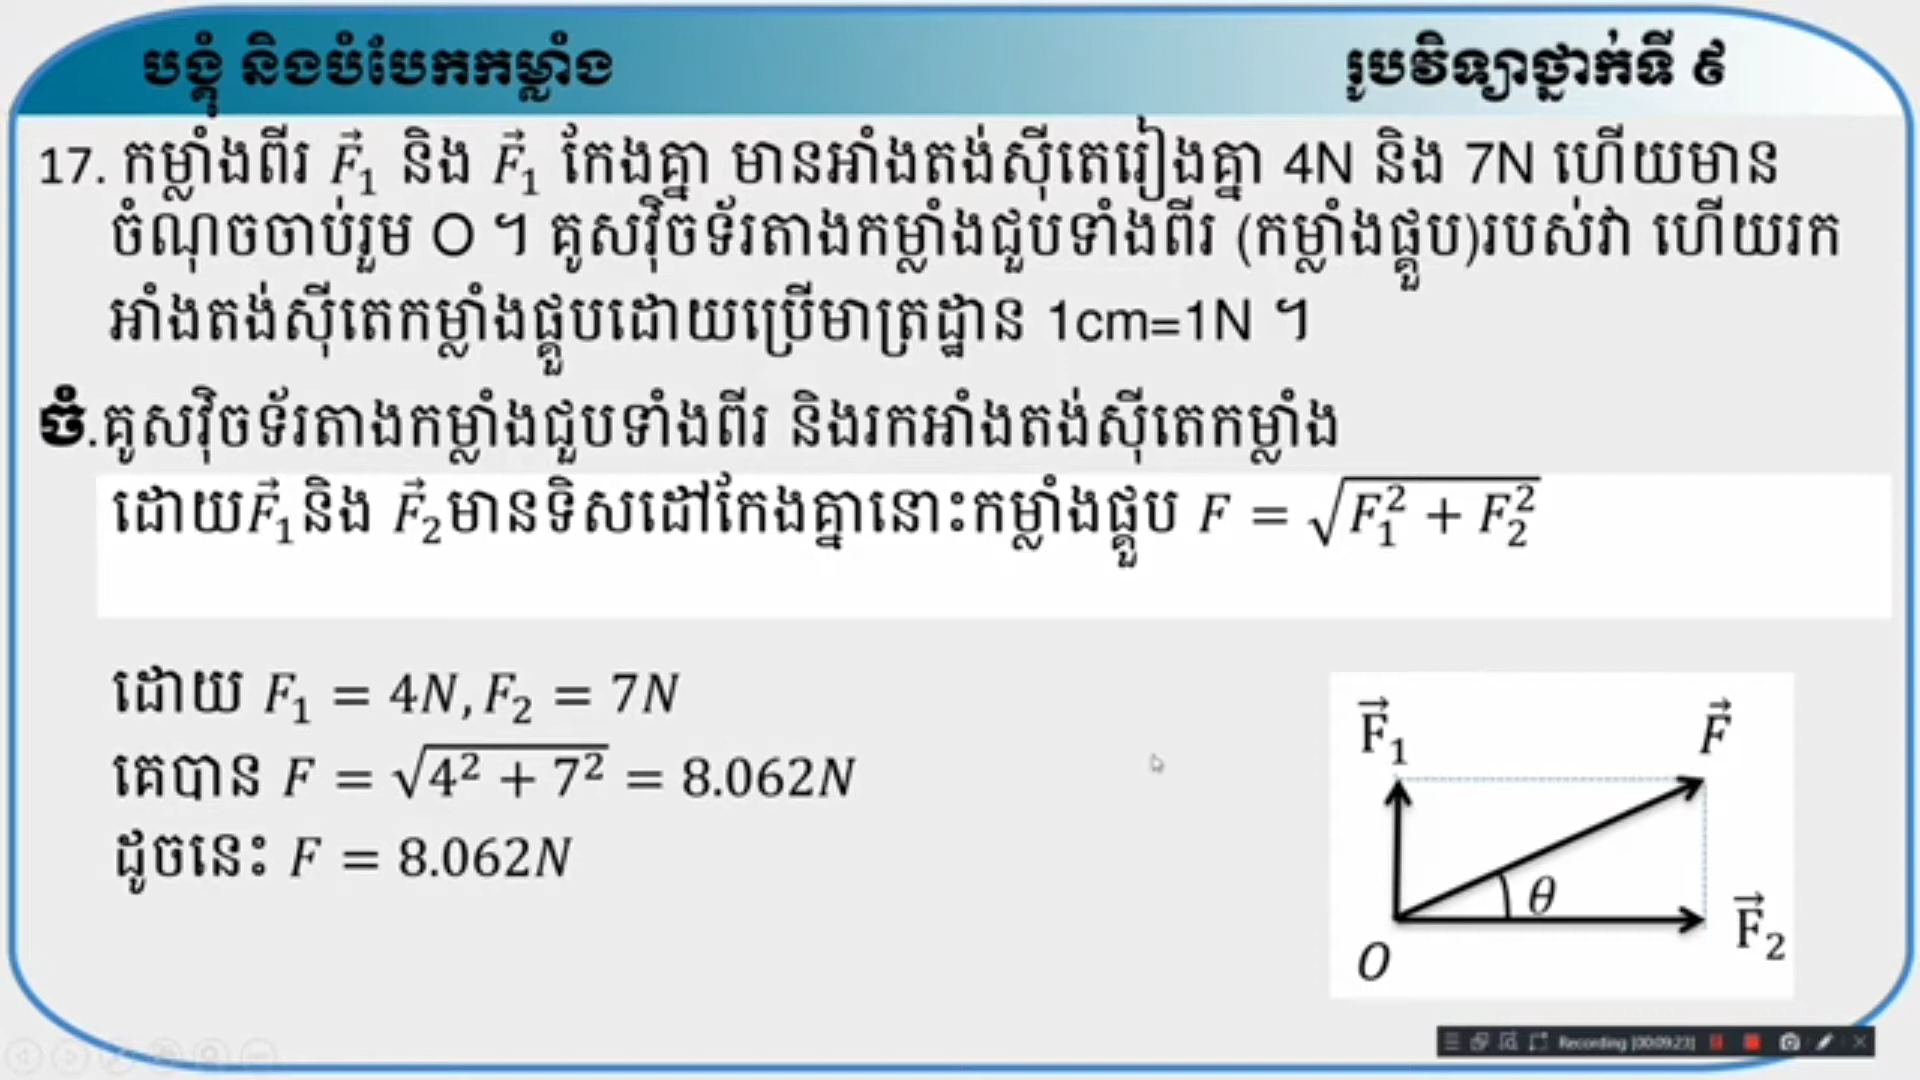 បង្គុំ និងបំបែកកម្លាំង
រូបវិទ្យាថ្នាក់ទី ៩
17. កម្លាំងពីរ F⃗₁ និង F⃗₁ កែងគ្នា មានអាំងតង់ស៊ីតេរៀងគ្នា 4N និង 7N ហើយមាន
ចំណុចចាប់រួម O ។ គូសវ៉ិចទ័រតាងកម្លាំងជួបទាំងពីរ (កម្លាំងផ្គួប)របស់វា ហើយរក
អាំងតង់ស៊ីតេកម្លាំងផ្គួបដោយប្រើមាត្រដ្ឋាន 1cm=1N ។
ចំ.គូសវ៉ិចទ័រតាងកម្លាំងជួបទាំងពីរ និងរកអាំងតង់ស៊ីតេកម្លាំង
ដោយF⃗₁និង F⃗₂មានទិសដៅកែងគ្នានោះកម្លាំងផ្គួប F = √(F₁² + F₂²)
ដោយ F₁ = 4N, F₂ = 7N
គេបាន F = √(4² + 7²) = 8.062N
ដូចនេះ F = 8.062N
F⃗₁
F⃗
θ
F⃗₂
O
Recording [00:09:23]